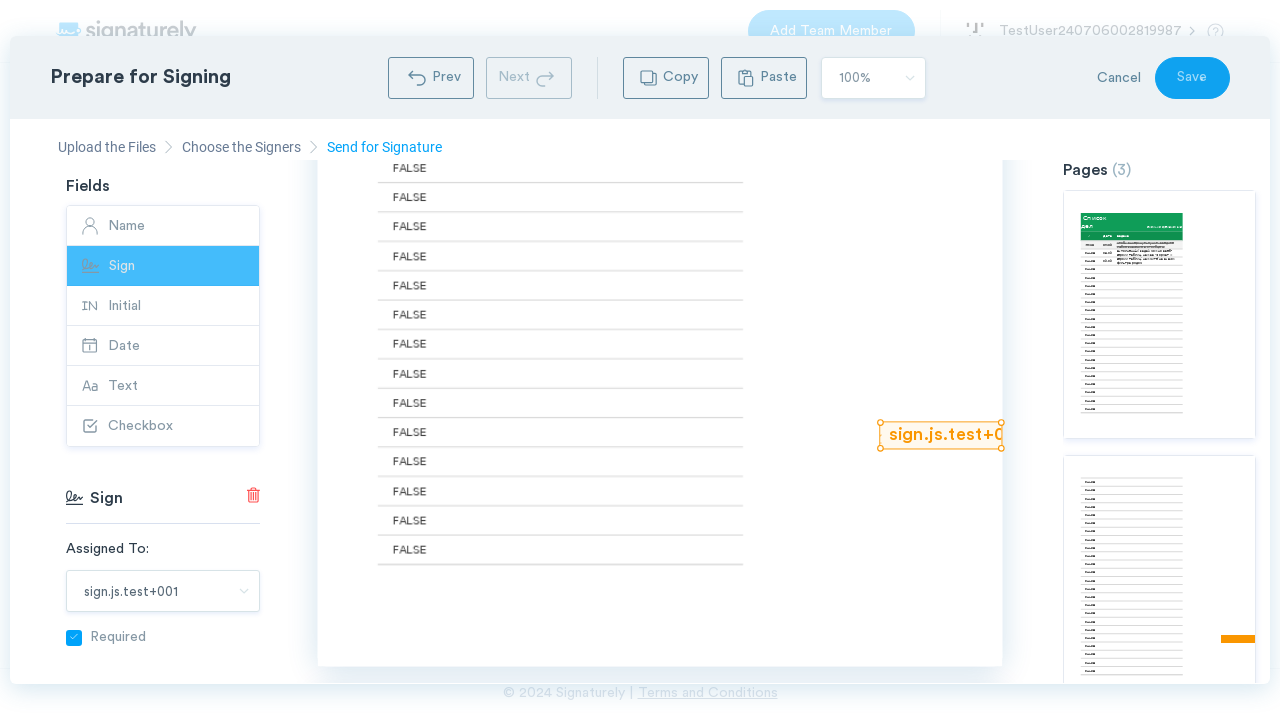 signaturely
Add Team Member
TestUser240706002819987
Prepare for Signing
Prev
Next
Copy
Paste
100%
Cancel
Save
Upload the Files
Choose the Signers
Send for Signature
Fields
Name
Sign
Initial
Date
Text
Checkbox
Sign
Assigned To:
sign.js.test+001
Required
FALSE
FALSE
FALSE
FALSE
FALSE
FALSE
FALSE
FALSE
FALSE
FALSE
FALSE
FALSE
FALSE
FALSE
sign.js.test+0
Pages (3)
Список
дел
© 2024 Signaturely | Terms and Conditions